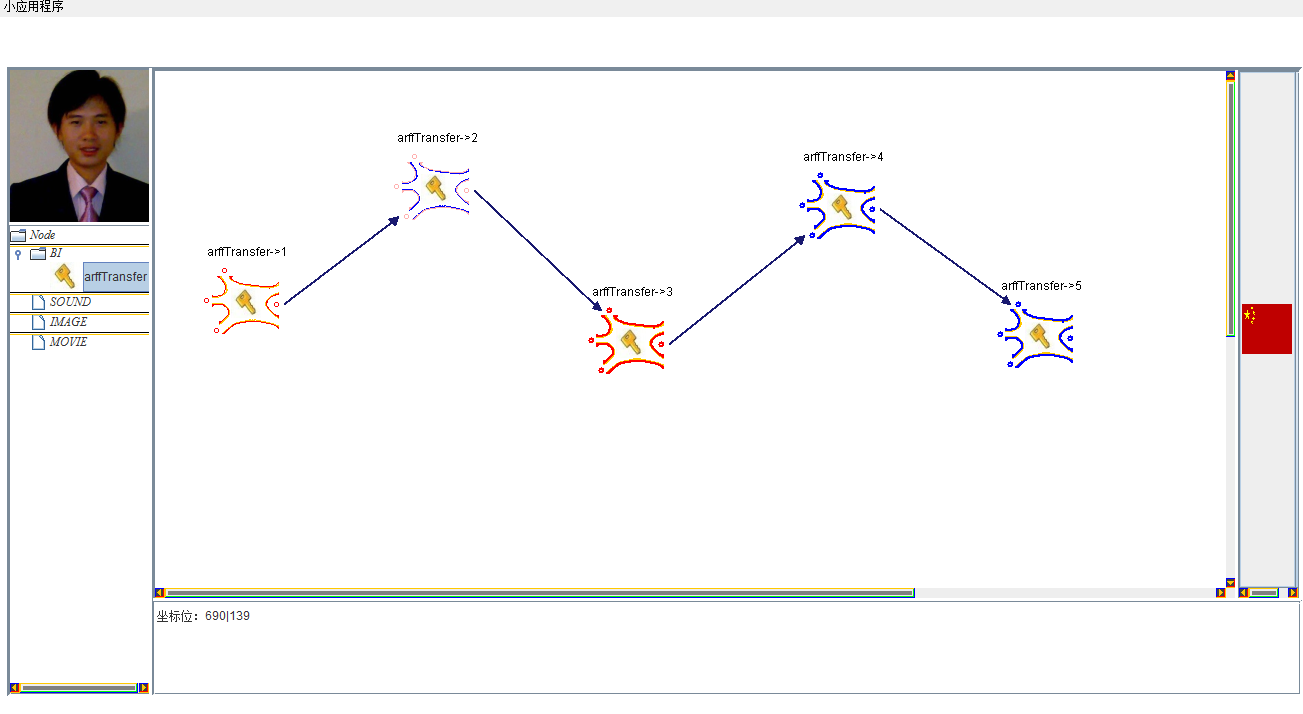 小应用程序
Node
BI
arffTransfer
SOUND
IMAGE
MOVIE
arffTransfer->1
arffTransfer->2
arffTransfer->3
arffTransfer->4
arffTransfer->5
坐标位：690|139